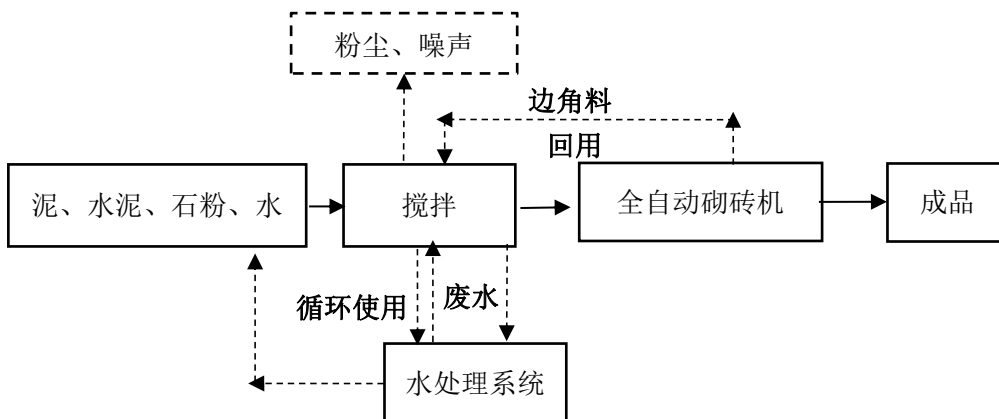 粉尘、噪声
边角料
回用
泥、水泥、石粉、水
搅拌
全自动砌砖机
成品
循环使用
废水
水处理系统